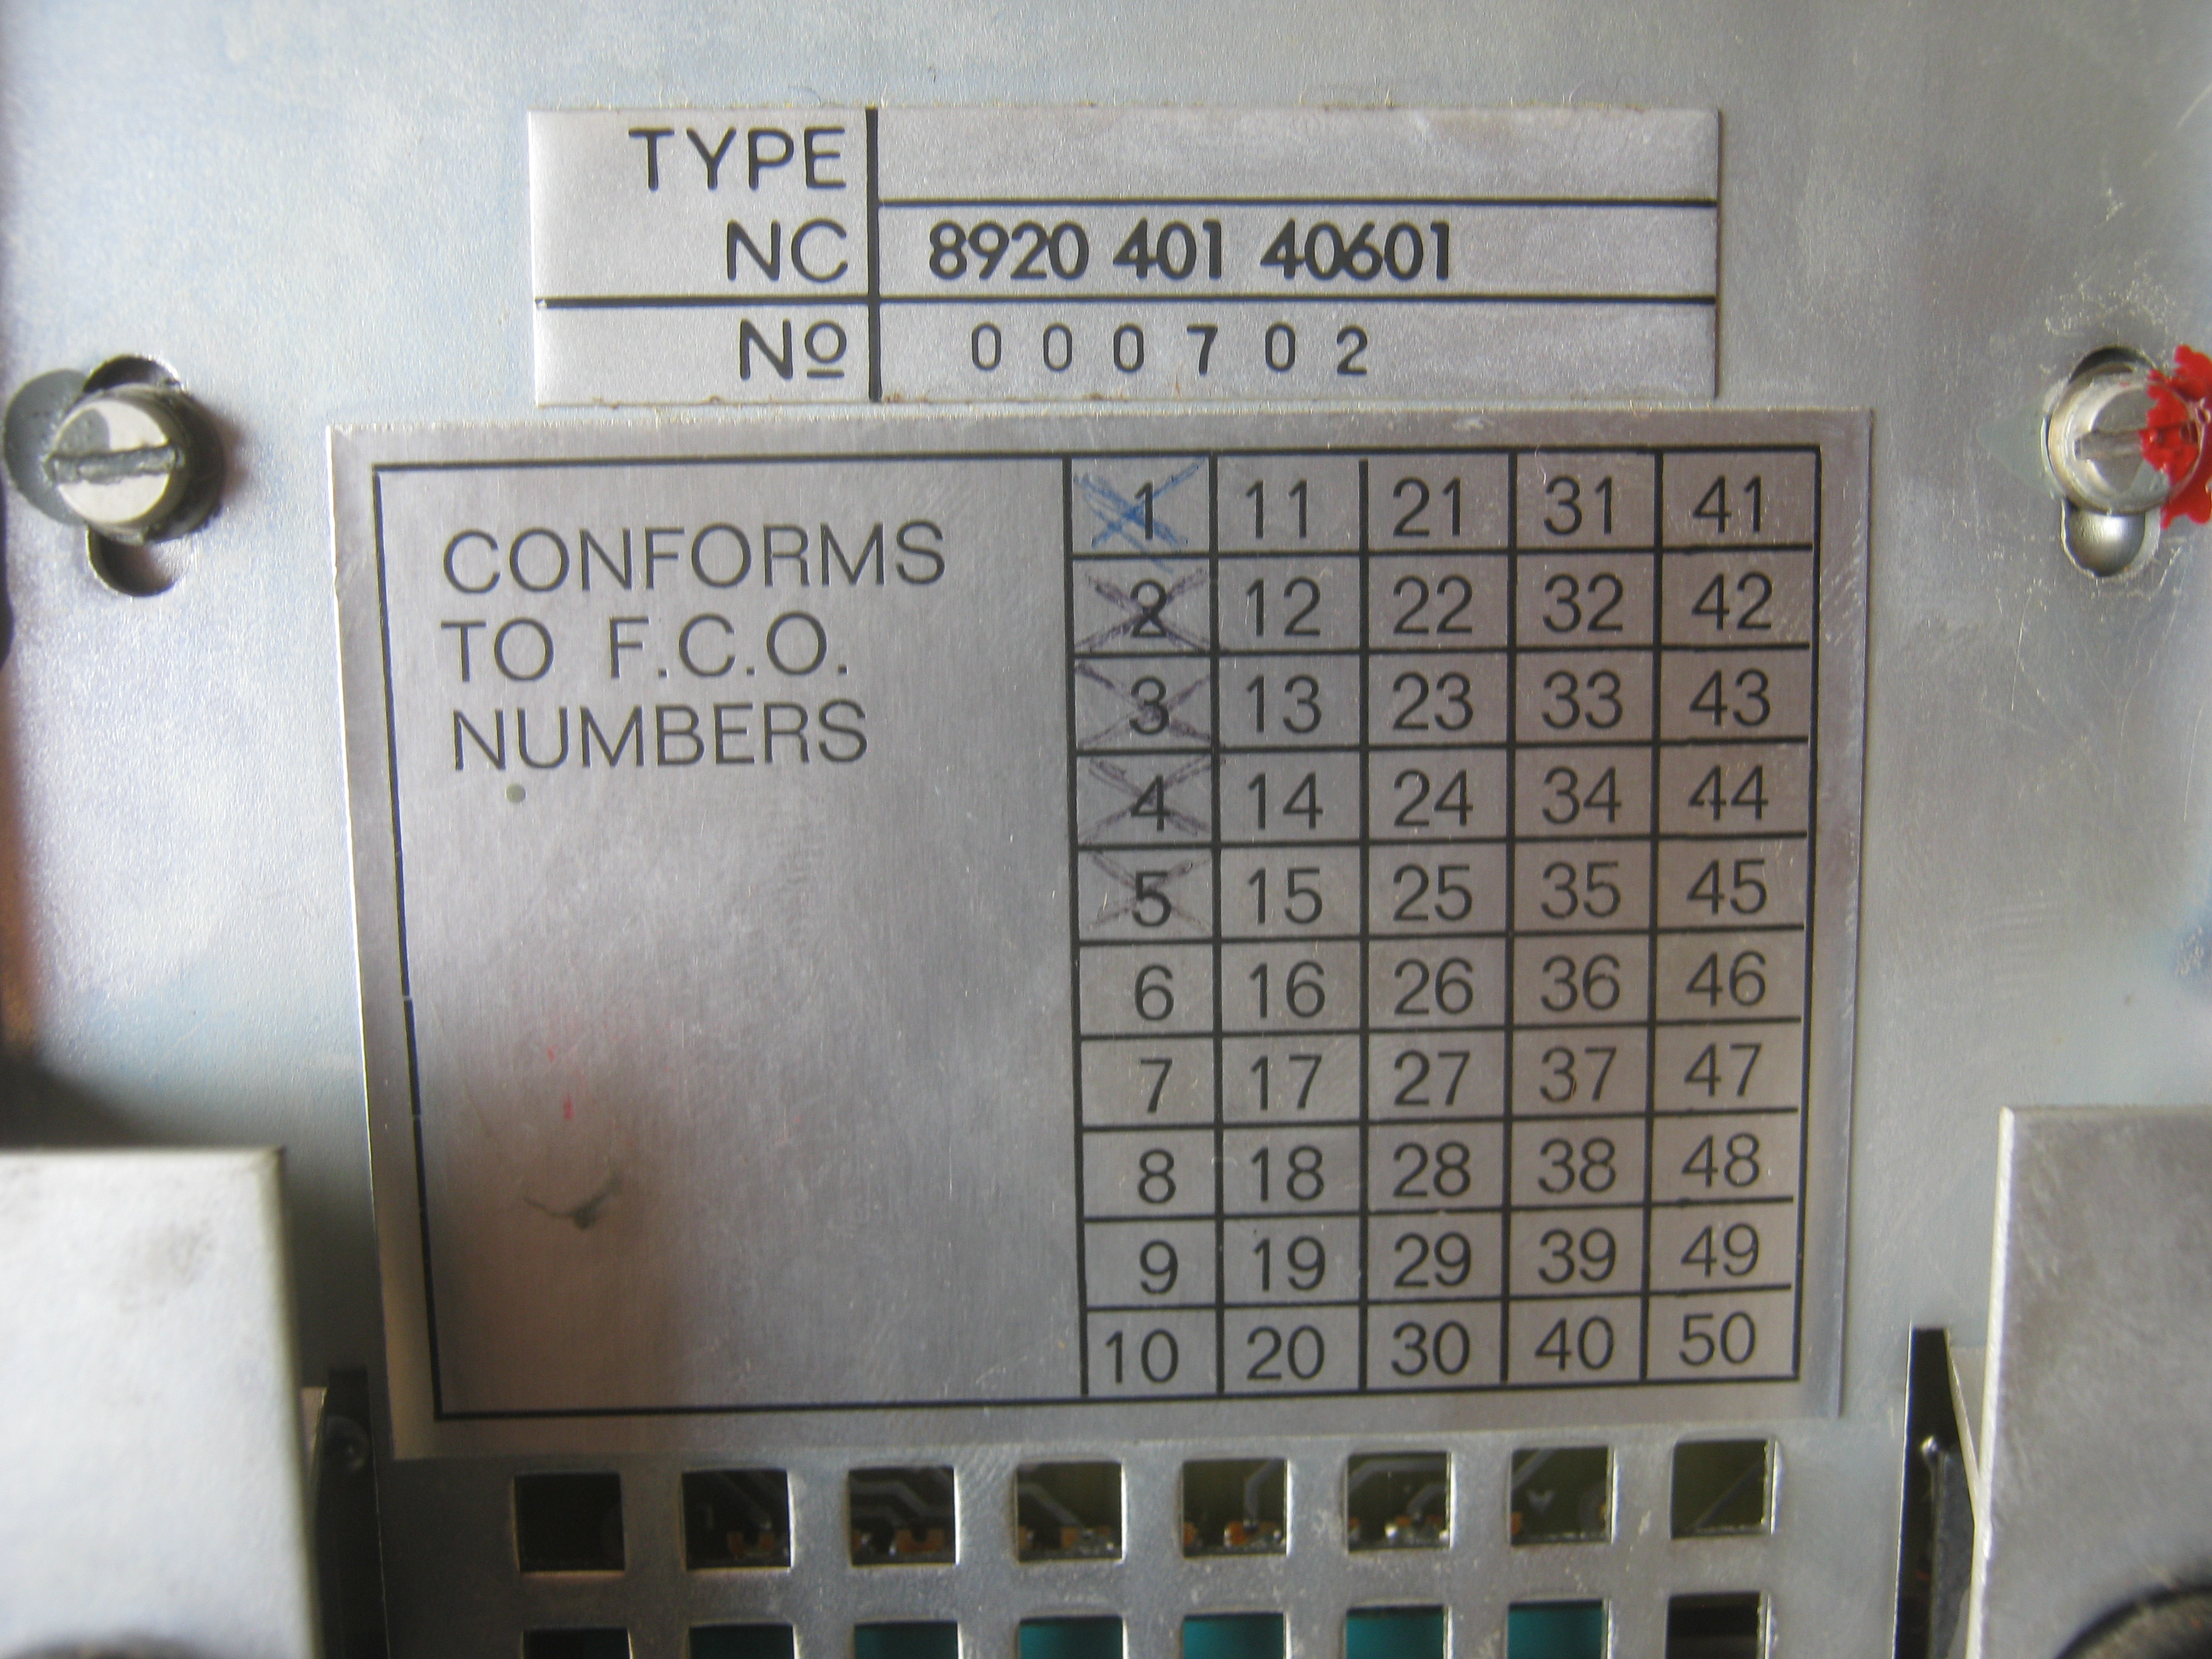 TYPE
NC 8920 401 40601
Nº 000702
CONFORMS
TO F.C.O.
NUMBERS
1 11 21 31 41
2 12 22 32 42
3 13 23 33 43
4 14 24 34 44
5 15 25 35 45
6 16 26 36 46
7 17 27 37 47
8 18 28 38 48
9 19 29 39 49
10 20 30 40 50